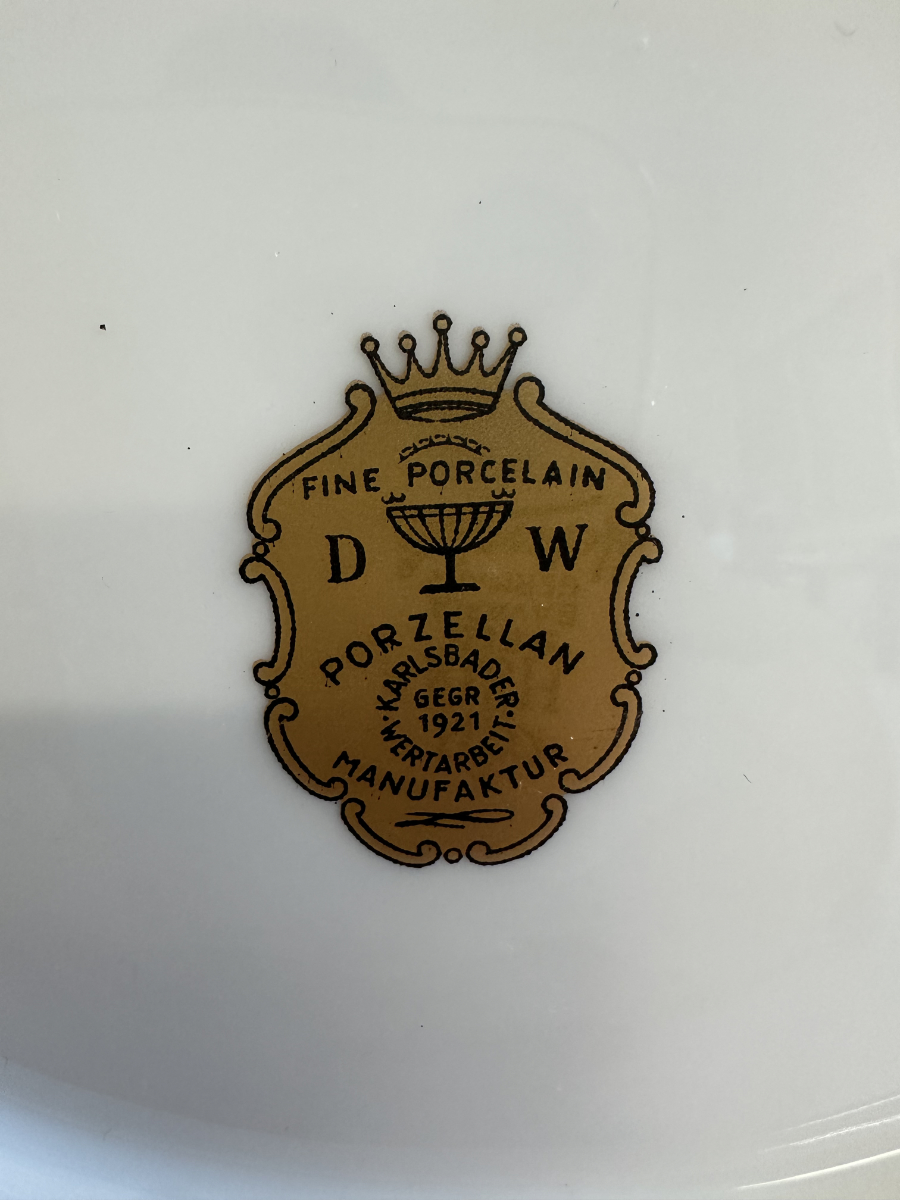 FINE PORCELAIN
D W
PORZELLAN
KARLSBADER
GEGR
1921
· WERTARBEIT ·
MANUFAKTUR